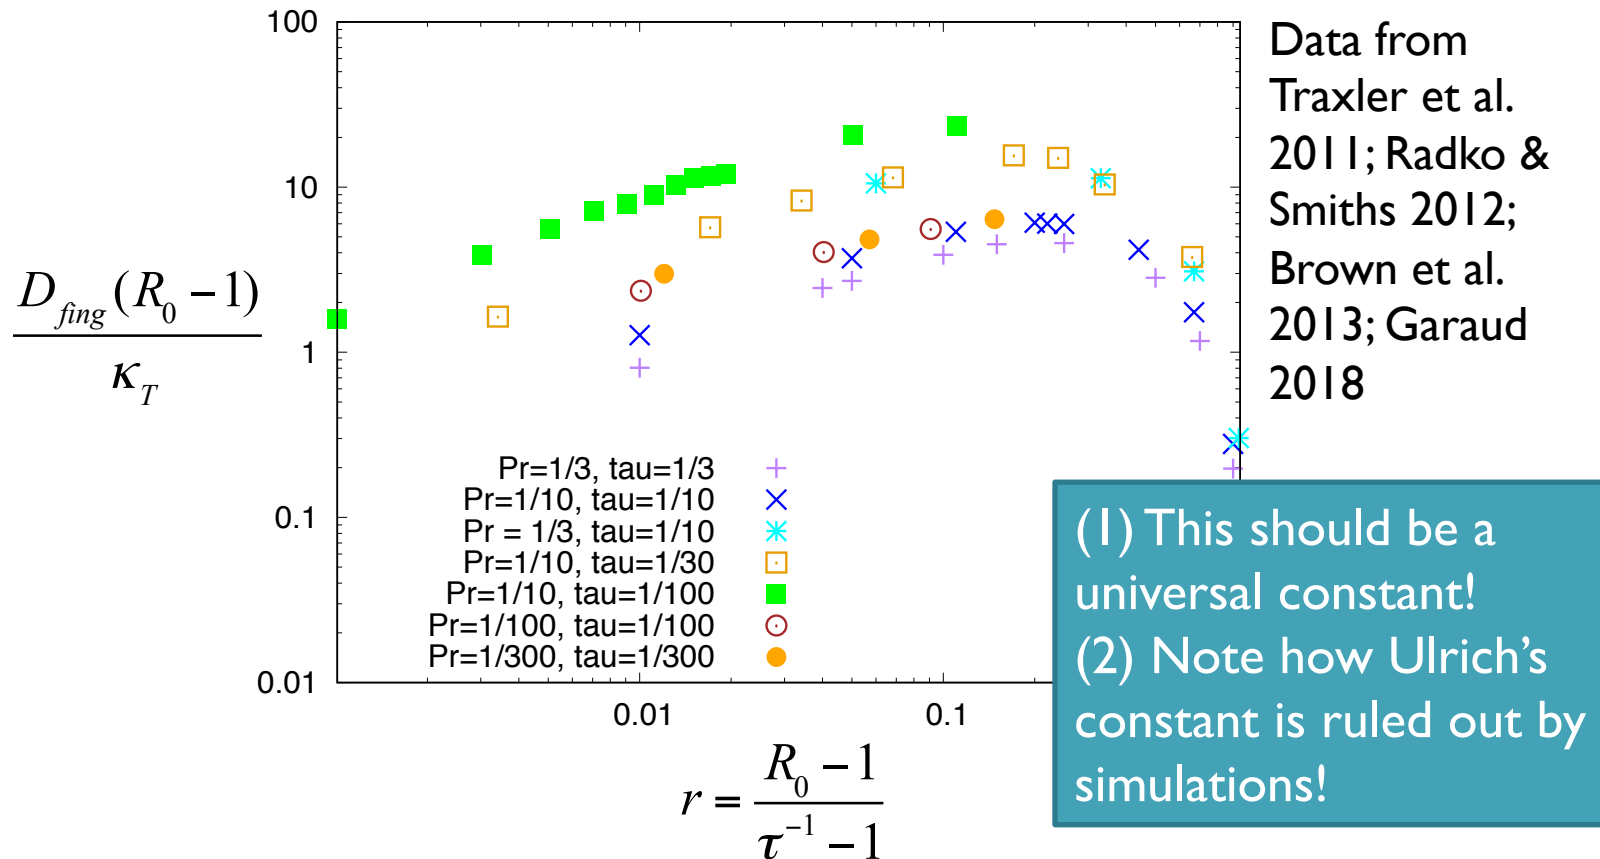 100
10
1
0.1
0.01
0.01
0.1
D_fing (R_0 − 1)
κ_T
r = R_0 − 1
τ^−1 − 1
Pr=1/3, tau=1/3
Pr=1/10, tau=1/10
Pr = 1/3, tau=1/10
Pr=1/10, tau=1/30
Pr=1/10, tau=1/100
Pr=1/100, tau=1/100
Pr=1/300, tau=1/300
Data from
Traxler et al.
2011; Radko &
Smiths 2012;
Brown et al.
2013; Garaud
2018
(1) This should be a
universal constant!
(2) Note how Ulrich’s
constant is ruled out by
simulations!